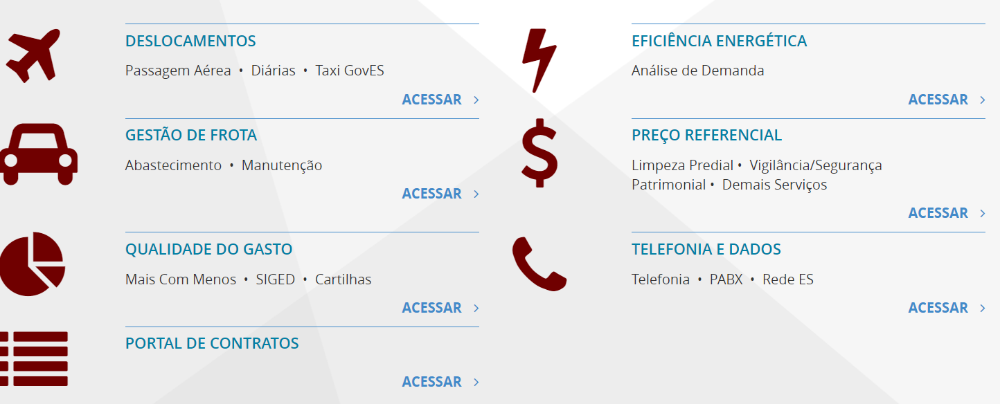 DESLOCAMENTOS
Passagem Aérea • Diárias • Taxi GovES
ACESSAR
GESTÃO DE FROTA
Abastecimento • Manutenção
ACESSAR
QUALIDADE DO GASTO
Mais Com Menos • SIGED • Cartilhas
ACESSAR
PORTAL DE CONTRATOS
ACESSAR
EFICIÊNCIA ENERGÉTICA
Análise de Demanda
ACESSAR
PREÇO REFERENCIAL
Limpeza Predial • Vigilância/Segurança
Patrimonial • Demais Serviços
ACESSAR
TELEFONIA E DADOS
Telefonia • PABX • Rede ES
ACESSAR